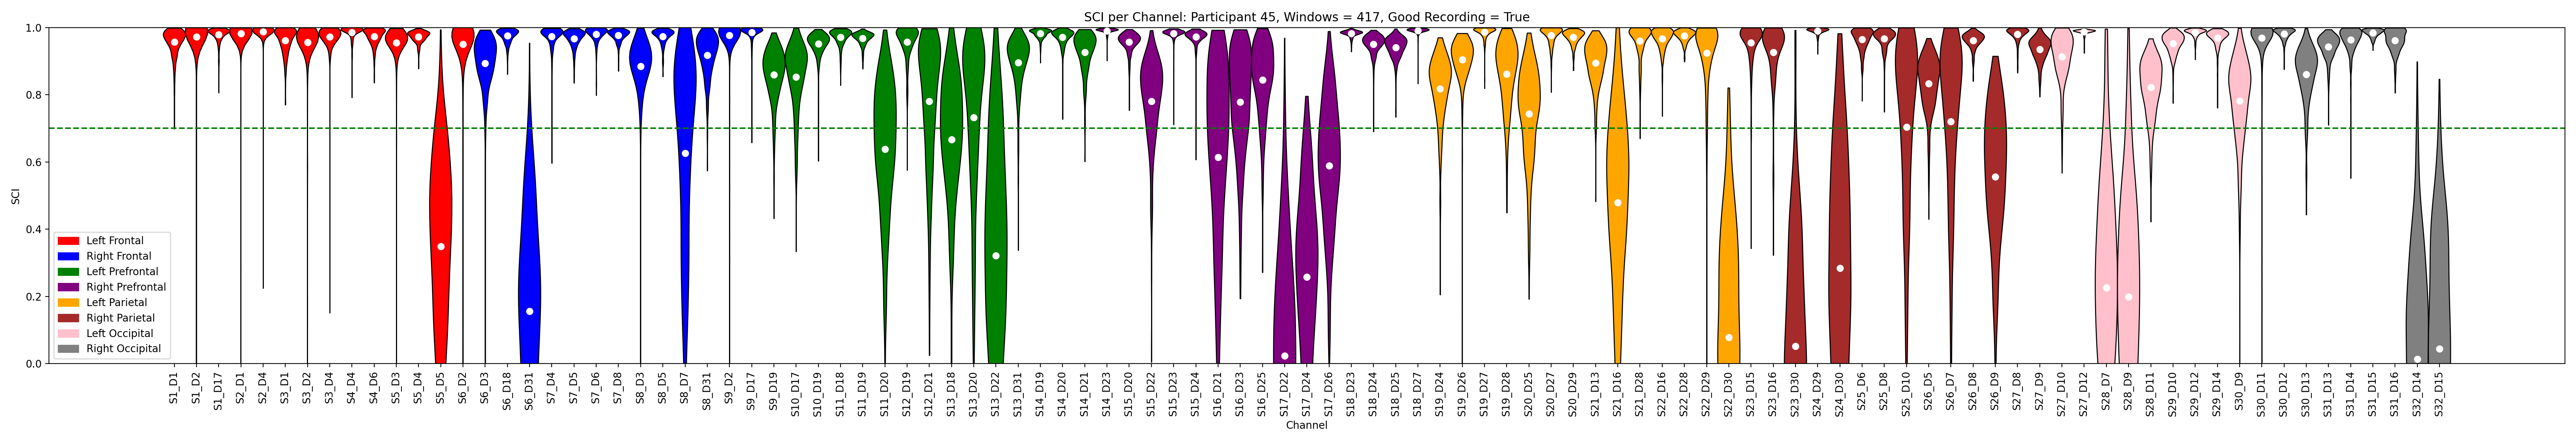 SCI per Channel: Participant 45, Windows = 417, Good Recording = True
1.0
0.8
0.6
0.4
0.2
0.0
SCI
Left Frontal
Right Frontal
Left Prefrontal
Right Prefrontal
Left Parietal
Right Parietal
Left Occipital
Right Occipital
S1_D1
S1_D2
S1_D17
S2_D1
S2_D4
S3_D1
S3_D2
S3_D4
S4_D4
S4_D6
S5_D3
S5_D4
S5_D5
S6_D2
S6_D3
S6_D18
S6_D31
S7_D4
S7_D5
S7_D6
S7_D8
S8_D3
S8_D5
S8_D7
S8_D31
S9_D2
S9_D17
S9_D19
S10_D17
S10_D19
S11_D18
S11_D19
S11_D20
S12_D19
S12_D21
S13_D18
S13_D20
S13_D22
S13_D31
S14_D19
S14_D20
S14_D21
S14_D23
S15_D20
S15_D22
S15_D23
S15_D24
S16_D21
S16_D23
S16_D25
S17_D22
S17_D24
S17_D26
S18_D23
S18_D24
S18_D25
S18_D27
S19_D24
S19_D26
S19_D27
S19_D28
S20_D25
S20_D27
S20_D29
S21_D13
S21_D16
S21_D28
S22_D16
S22_D28
S22_D29
S22_D30
S23_D15
S23_D16
S23_D30
S24_D29
S24_D30
S25_D6
S25_D8
S25_D10
S26_D5
S26_D7
S26_D8
S26_D9
S27_D8
S27_D9
S27_D10
S27_D12
S28_D7
S28_D9
S28_D11
S29_D10
S29_D12
S29_D14
S30_D9
S30_D11
S30_D12
S30_D13
S31_D13
S31_D14
S31_D15
S31_D16
S32_D14
S32_D15
Channel